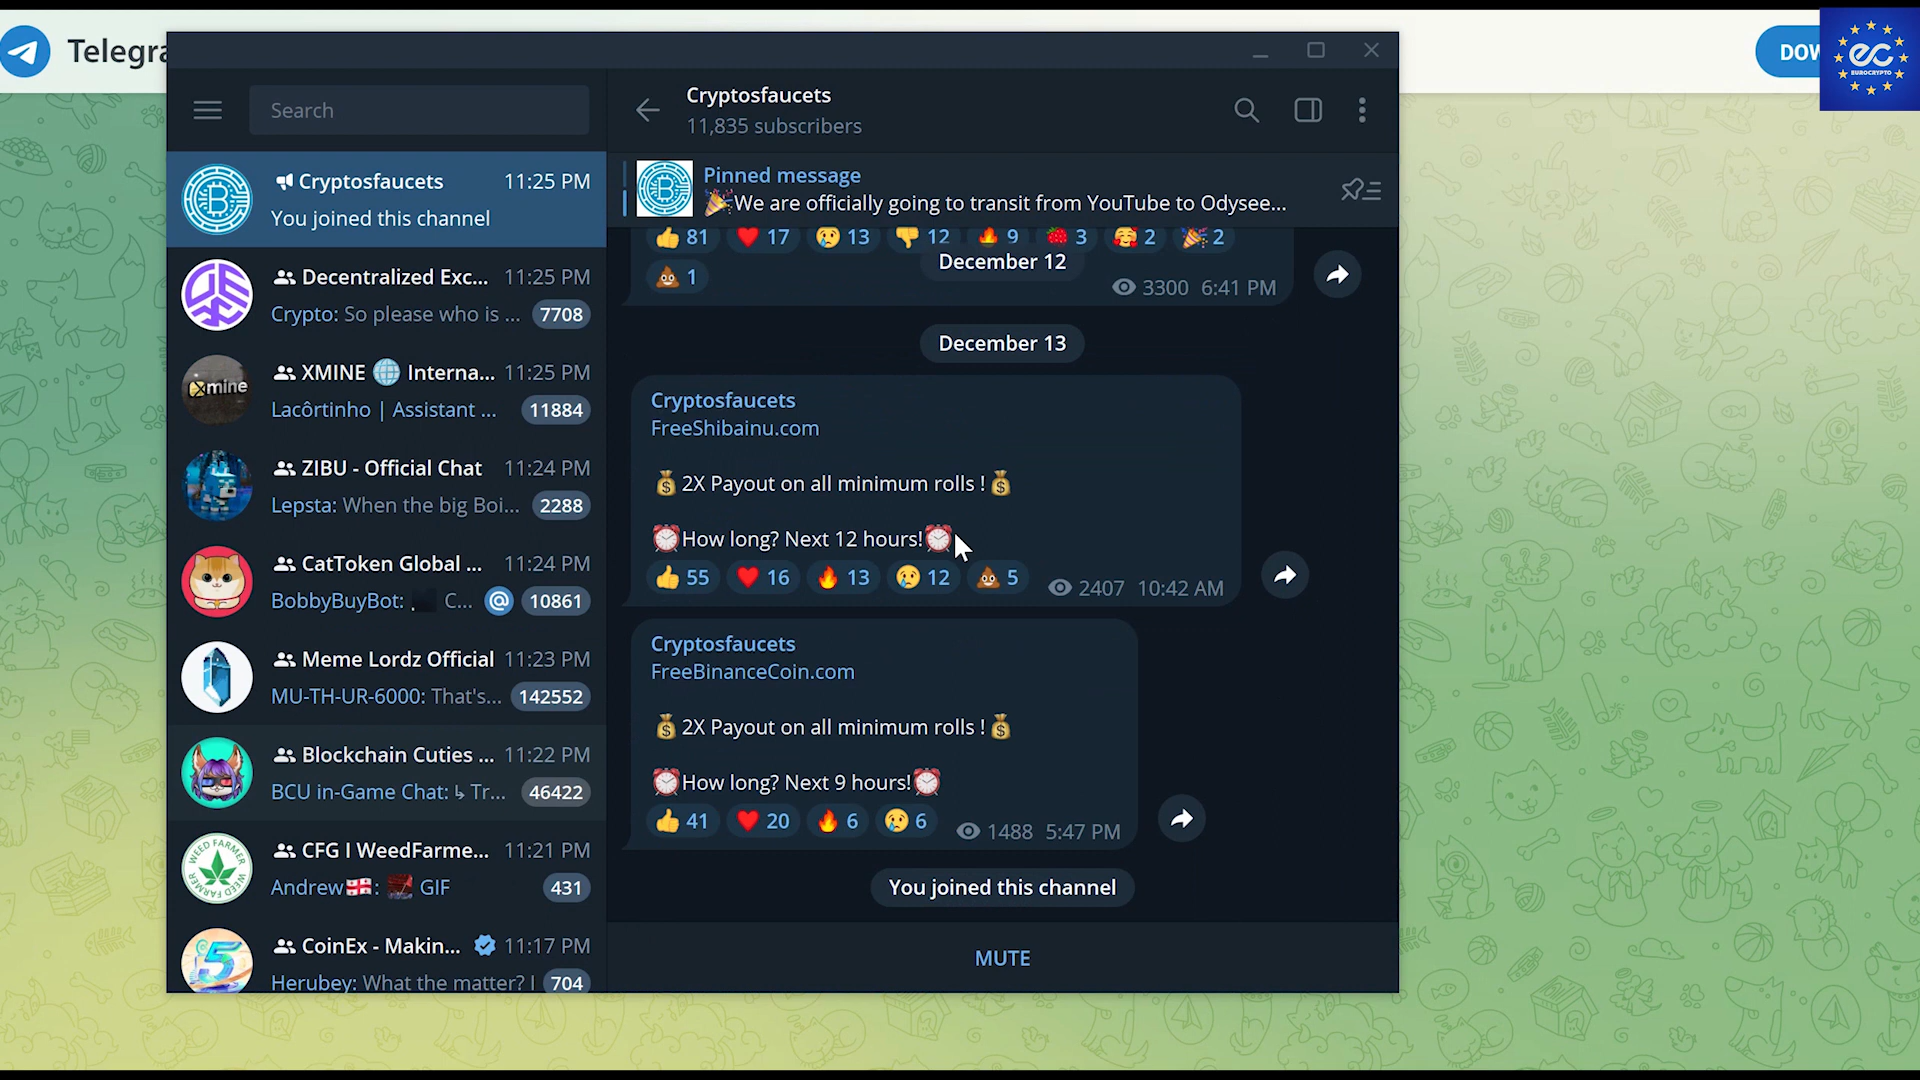 Telegra
DOW
ec
EUROCRYPTO
Search
Cryptosfaucets 11:25 PM
You joined this channel
Decentralized Exc... 11:25 PM
Crypto: So please who is ... 7708
xmine
XMINE 🌐 Interna... 11:25 PM
Lacôrtinho | Assistant ... 11884
ZIBU - Official Chat 11:24 PM
Lepsta: When the big Boi... 2288
CatToken Global ... 11:24 PM
BobbyBuyBot: C... @ 10861
Meme Lordz Official 11:23 PM
MU-TH-UR-6000: That's... 142552
Blockchain Cuties ... 11:22 PM
BCU in-Game Chat: ↳ Tr... 46422
WEED FARMER
WEED FARMER
CFG I WeedFarme... 11:21 PM
Andrew🇬🇪: GIF 431
5
CoinEx - Makin... 11:17 PM
Herubey: What the matter? I 704
Cryptosfaucets
11,835 subscribers
Pinned message
🎉We are officially going to transit from YouTube to Odysee...
👍 81 ❤️ 17 😢 13 👎 12 🔥 9 🍓 3 🥰 2 🎉 2
December 12
💩 1 3300 6:41 PM
December 13
Cryptosfaucets
FreeShibainu.com
💰2X Payout on all minimum rolls !💰
⏰How long? Next 12 hours!⏰
👍 55 ❤️ 16 🔥 13 😢 12 💩 5 2407 10:42 AM
Cryptosfaucets
FreeBinanceCoin.com
💰2X Payout on all minimum rolls !💰
⏰How long? Next 9 hours!⏰
👍 41 ❤️ 20 🔥 6 😢 6 1488 5:47 PM
You joined this channel
MUTE